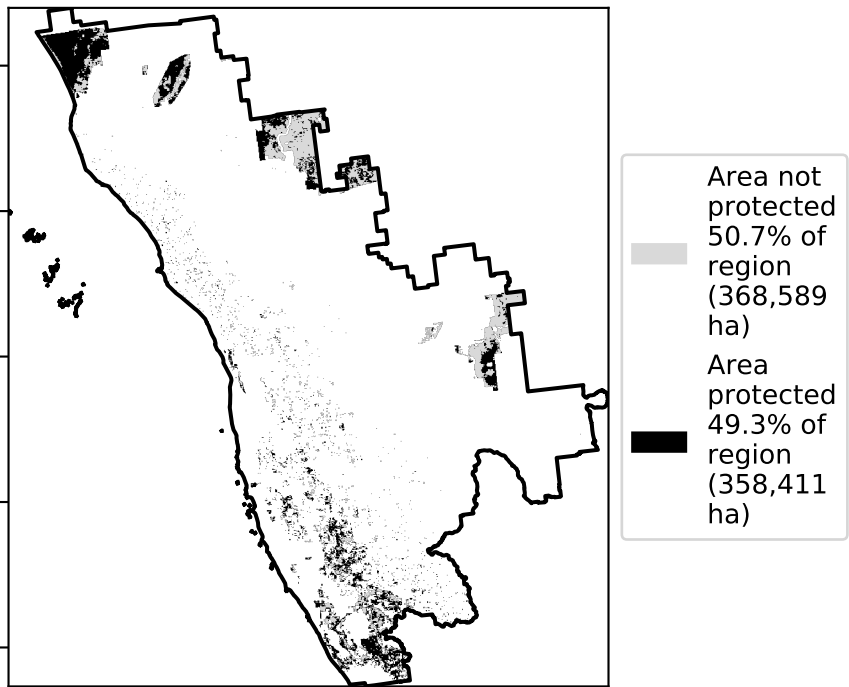 Area not
protected
50.7% of
region
(368,589
ha)
Area
protected
49.3% of
region
(358,411
ha)